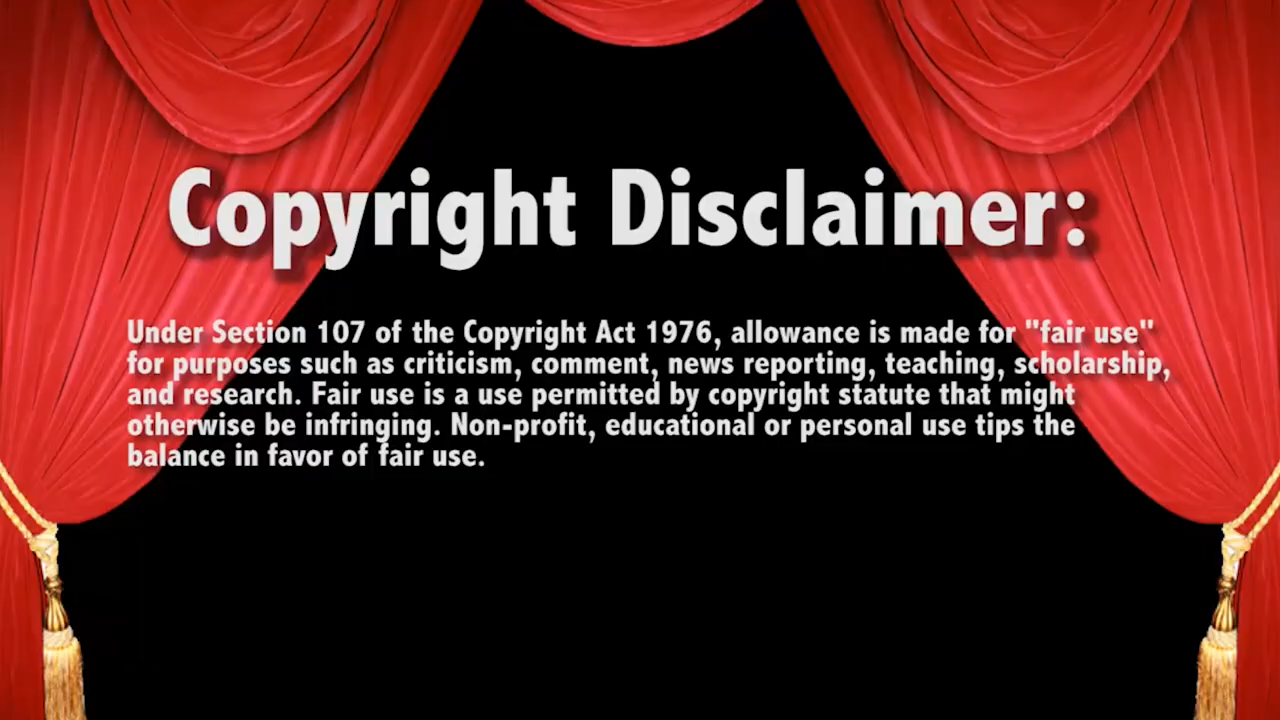 Copyright Disclaimer:
Under Section 107 of the Copyright Act 1976, allowance is made for "fair use"
for purposes such as criticism, comment, news reporting, teaching, scholarship,
and research. Fair use is a use permitted by copyright statute that might
otherwise be infringing. Non-profit, educational or personal use tips the
balance in favor of fair use.